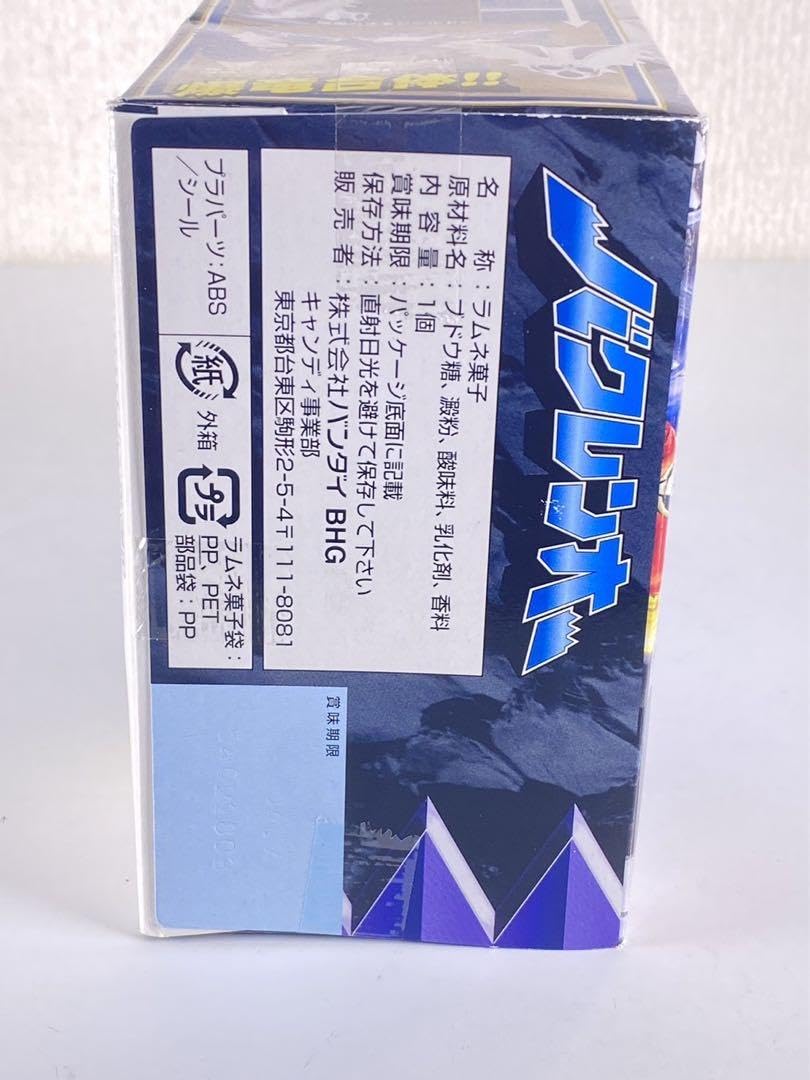 バクレンオー
名　　称：ラムネ菓子
原材料名：ブドウ糖、澱粉、酸味料、乳化剤、香料
内 容 量：1個
賞味期限：パッケージ底面に記載
保存方法：直射日光を避けて保存して下さい
販 売 者：株式会社バンダイ BHG
キャンディ事業部
東京都台東区駒形2-5-4〒111-8081
プラパーツ：ABS
／シール
紙
外箱
プラ
ラムネ菓子袋：
PP、PET
部品袋：PP
賞味期限